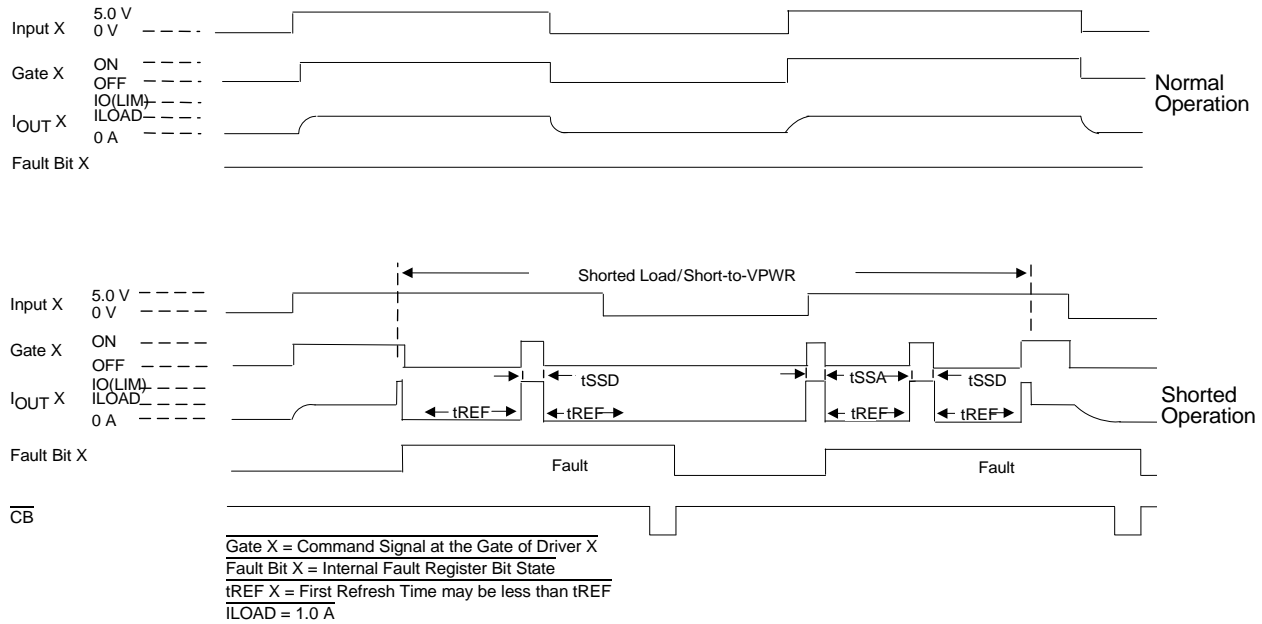 Input X 5.0 V
0 V
Gate X ON
OFF
IO(LIM)
IOUT X ILOAD
0 A
Fault Bit X
Normal
Operation
Shorted Load/Short-to-VPWR
Input X 5.0 V
0 V
Gate X ON
OFF
IO(LIM)
IOUT X ILOAD
0 A
tSSD
tSSA
tSSD
tREF
tREF
tREF
tREF
Shorted
Operation
Fault Bit X
Fault
Fault
CB
Gate X = Command Signal at the Gate of Driver X
Fault Bit X = Internal Fault Register Bit State
tREF X = First Refresh Time may be less than tREF
ILOAD = 1.0 A